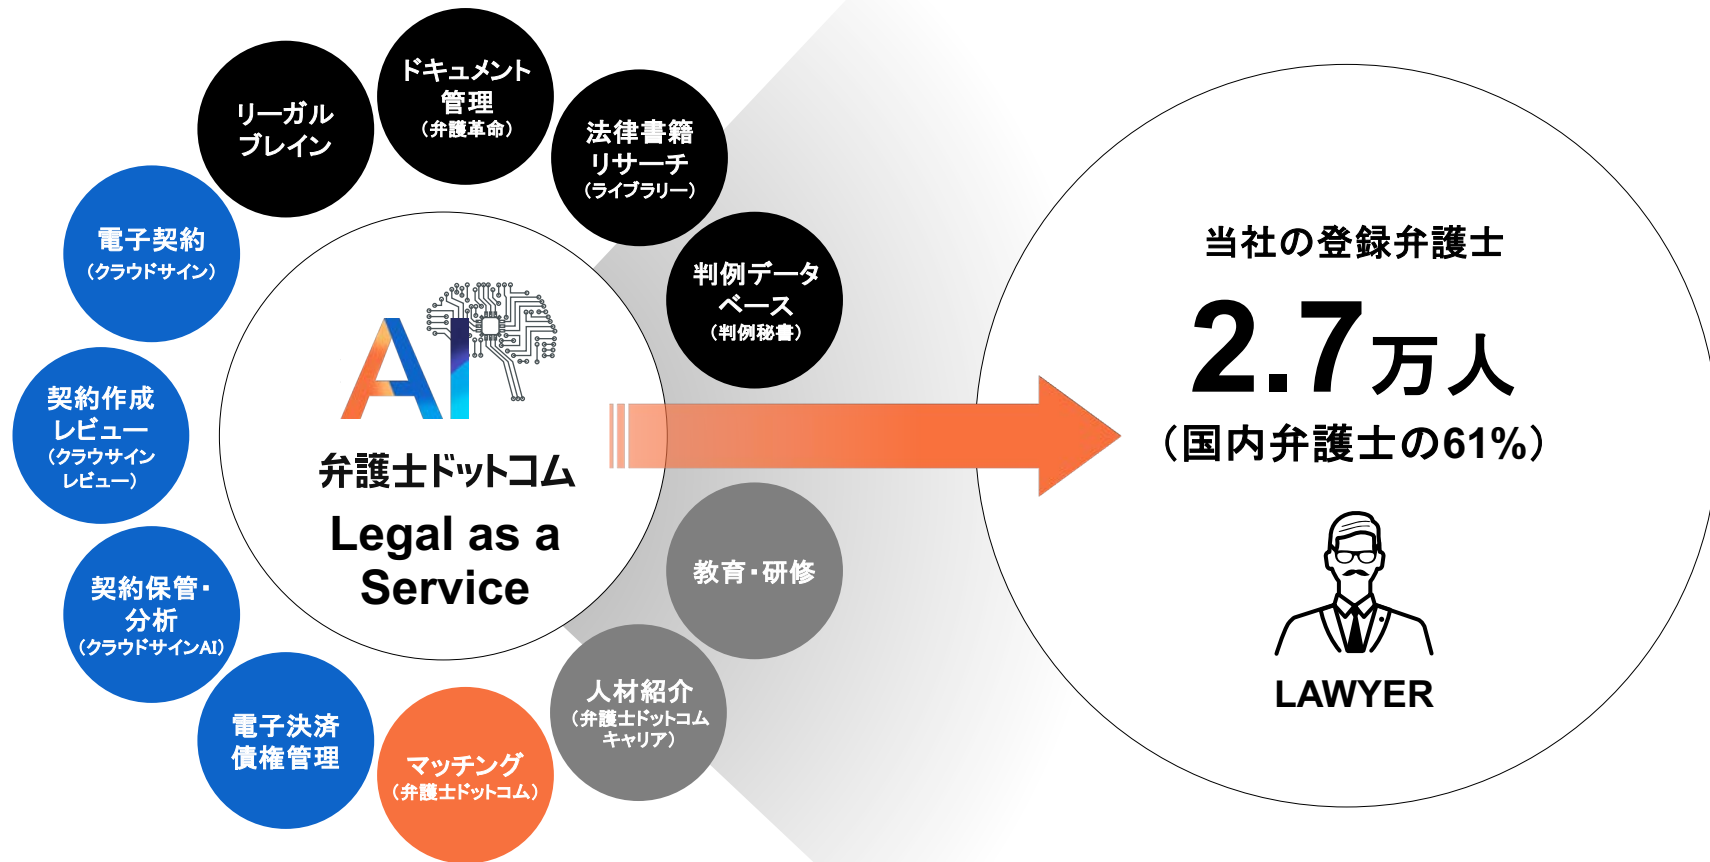 ドキュメント
管理
（弁護革命）
リーガル
ブレイン
法律書籍
リサーチ
（ライブラリー）
電子契約
（クラウドサイン）
判例データ
ベース
（判例秘書）
契約作成
レビュー
（クラウサイン
レビュー）
契約保管・
分析
（クラウドサインAI）
電子決済
債権管理
マッチング
（弁護士ドットコム）
人材紹介
（弁護士ドットコム
キャリア）
教育・研修
AI
弁護士ドットコム
Legal as a
Service
当社の登録弁護士
2.7万人
（国内弁護士の61%）
LAWYER